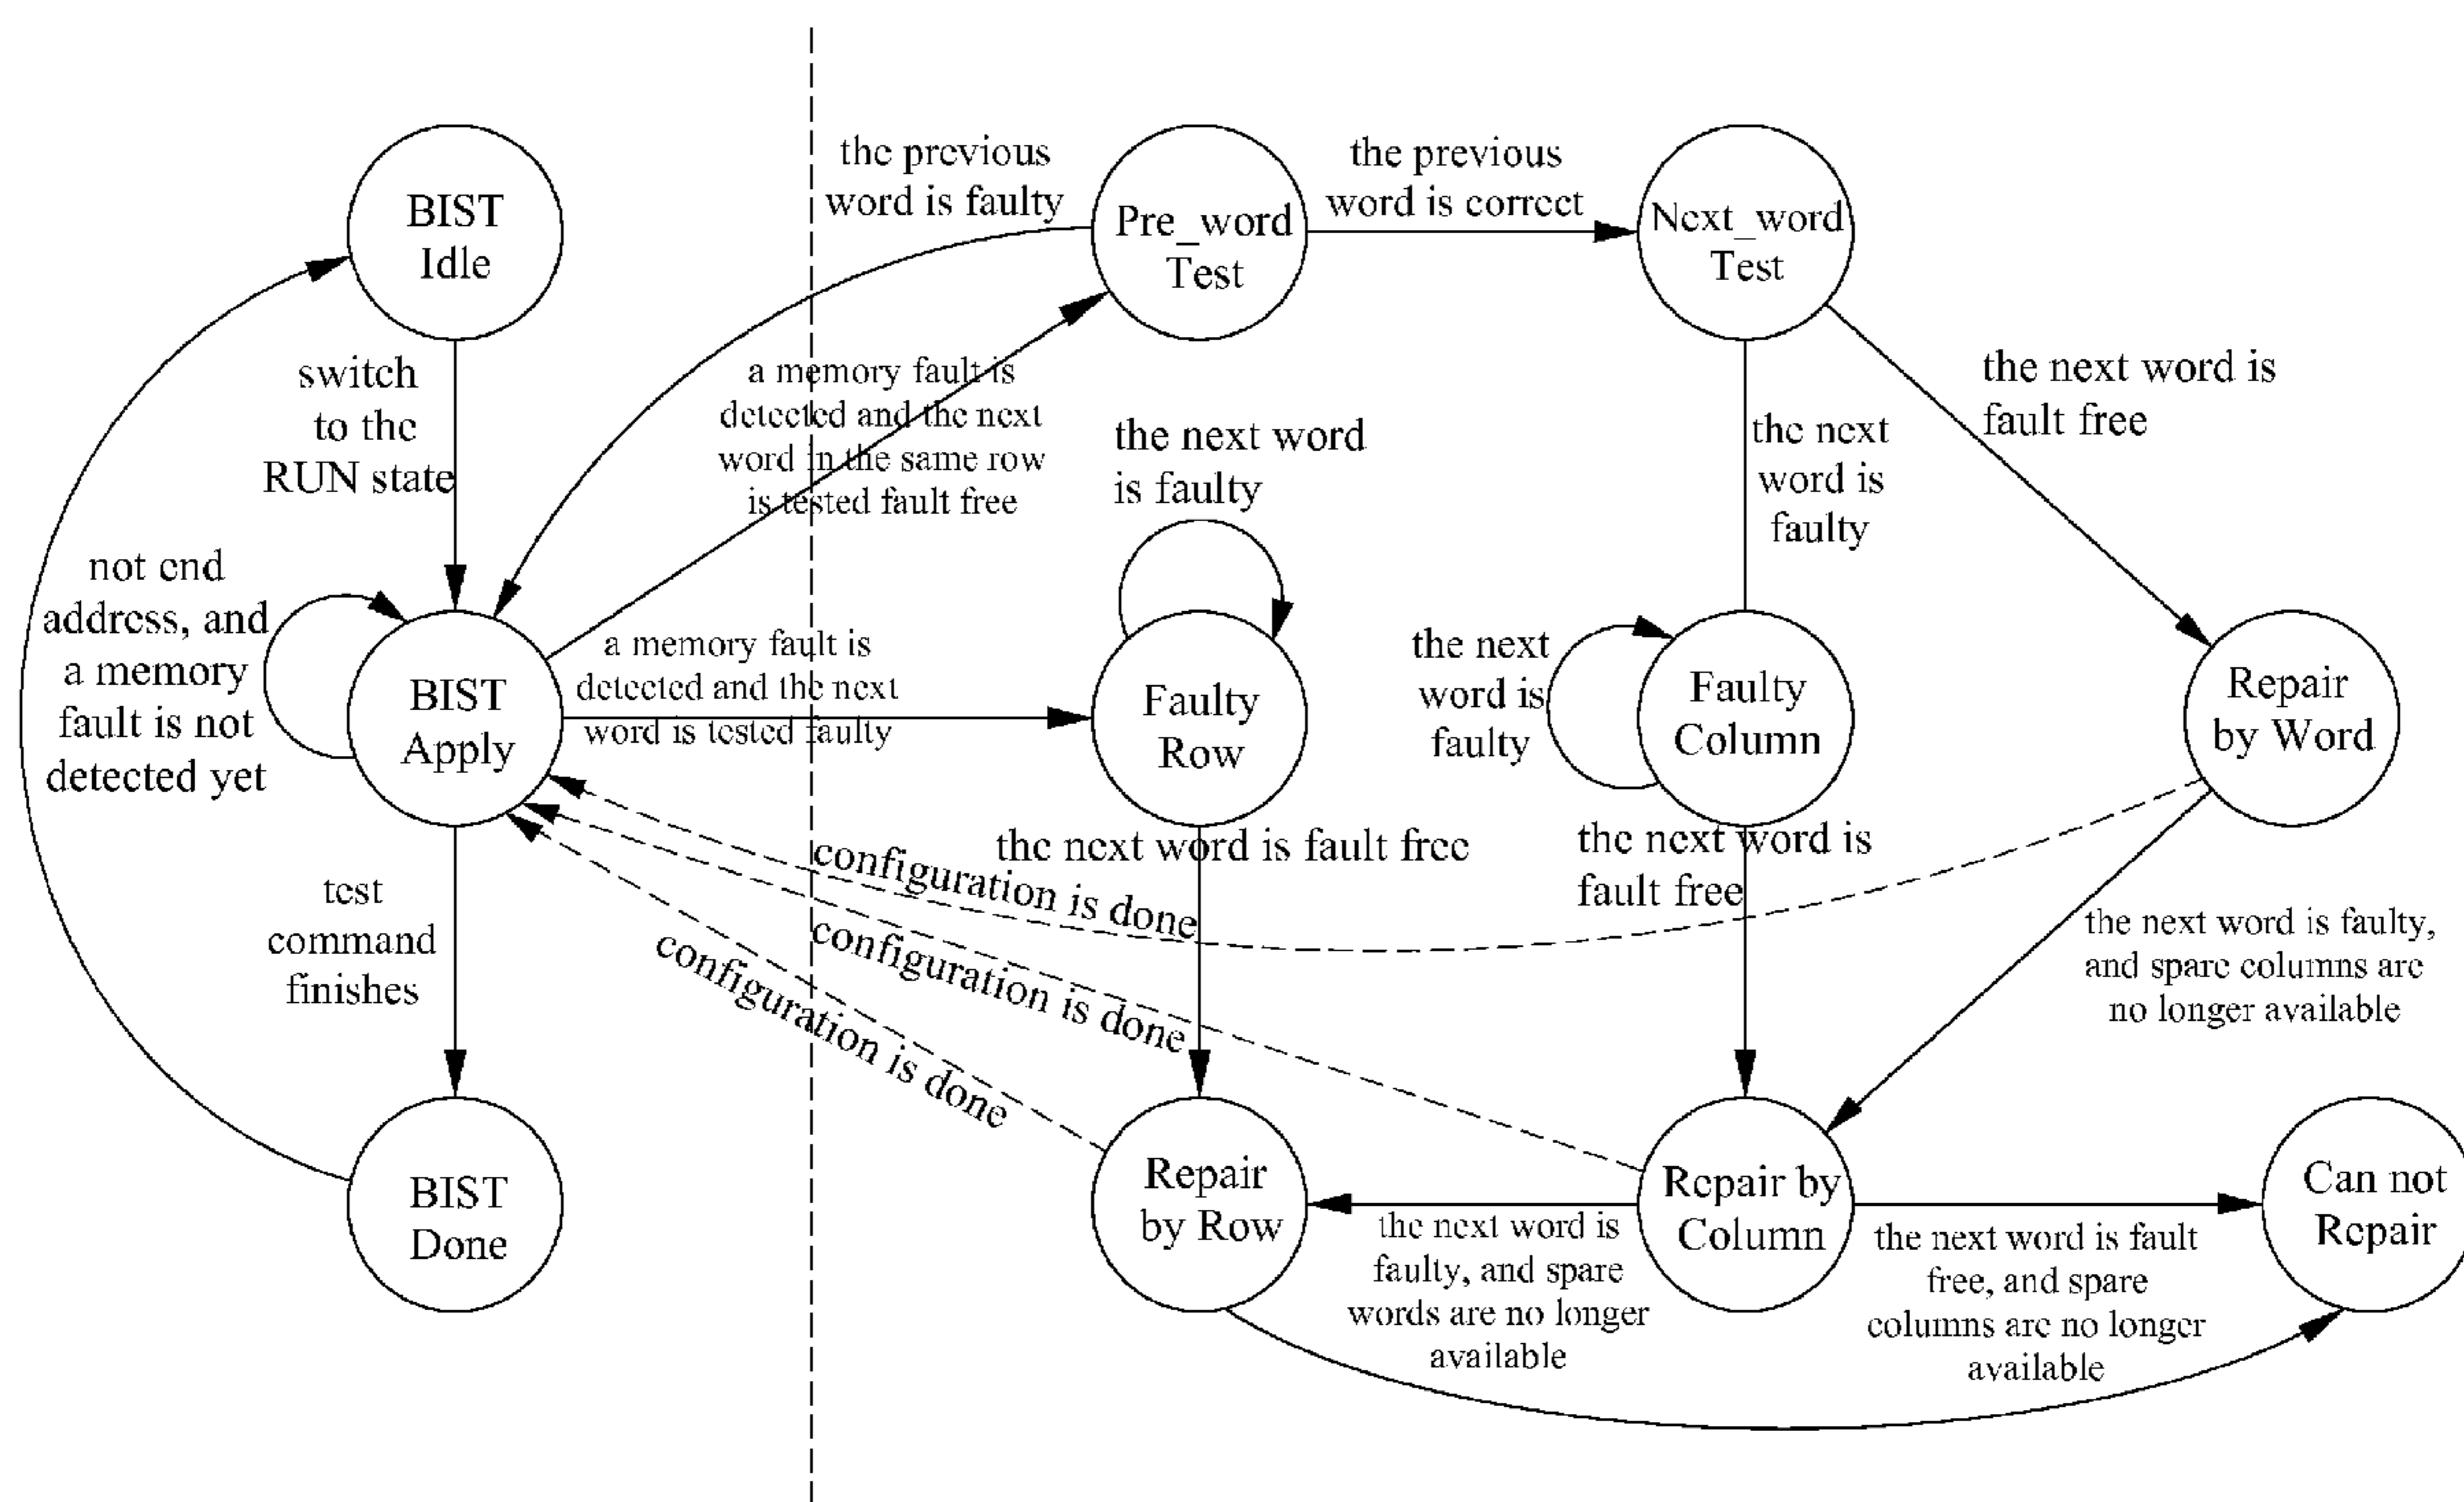 BIST
Idle
switch
to the
RUN state
not end
address, and
a memory
fault is not
detected yet
BIST
Apply
test
command
finishes
BIST
Done
the previous
word is faulty
Pre_word
Test
the previous
word is correct
Next_word
Test
a memory fault is
detected and the next
word in the same row
is tested fault free
the next word
is faulty
the next
word is
faulty
the next word is
fault free
a memory fault is
detected and the next
word is tested faulty
Faulty
Row
the next
word is
faulty
Faulty
Column
Repair
by Word
the next word is fault free
the next word is
fault free
configuration is done
configuration is done
configuration is done
the next word is faulty,
and spare columns are
no longer available
Repair
by Row
the next word is
faulty, and spare
words are no longer
available
Repair by
Column
the next word is fault
free, and spare
columns are no longer
available
Can not
Repair